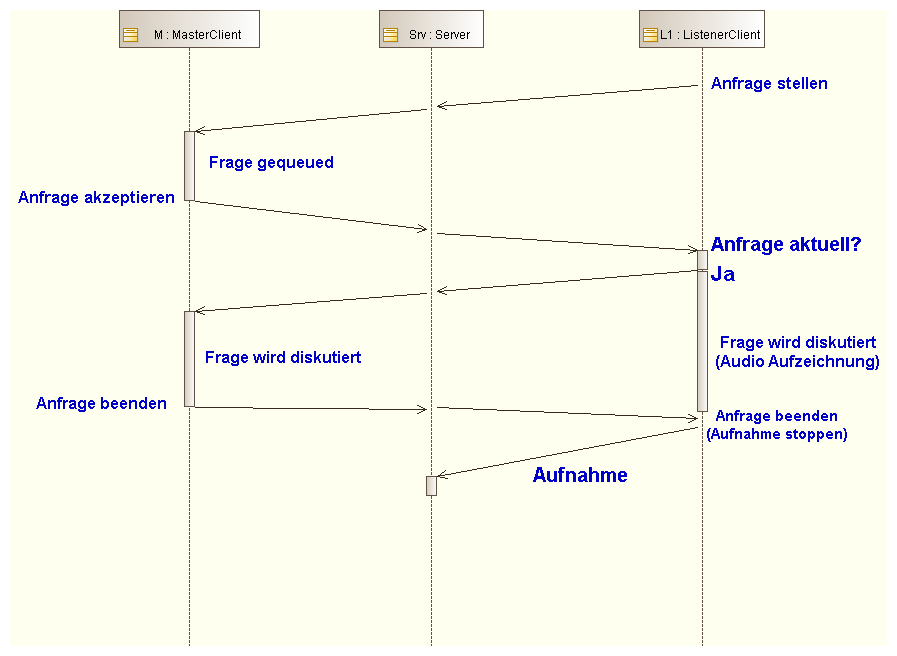 M : MasterClient
Srv : Server
L1 : ListenerClient
Anfrage stellen
Frage gequeued
Anfrage akzeptieren
Anfrage aktuell?
Ja
Frage wird diskutiert
(Audio Aufzeichnung)
Frage wird diskutiert
Anfrage beenden
Anfrage beenden
(Aufnahme stoppen)
Aufnahme